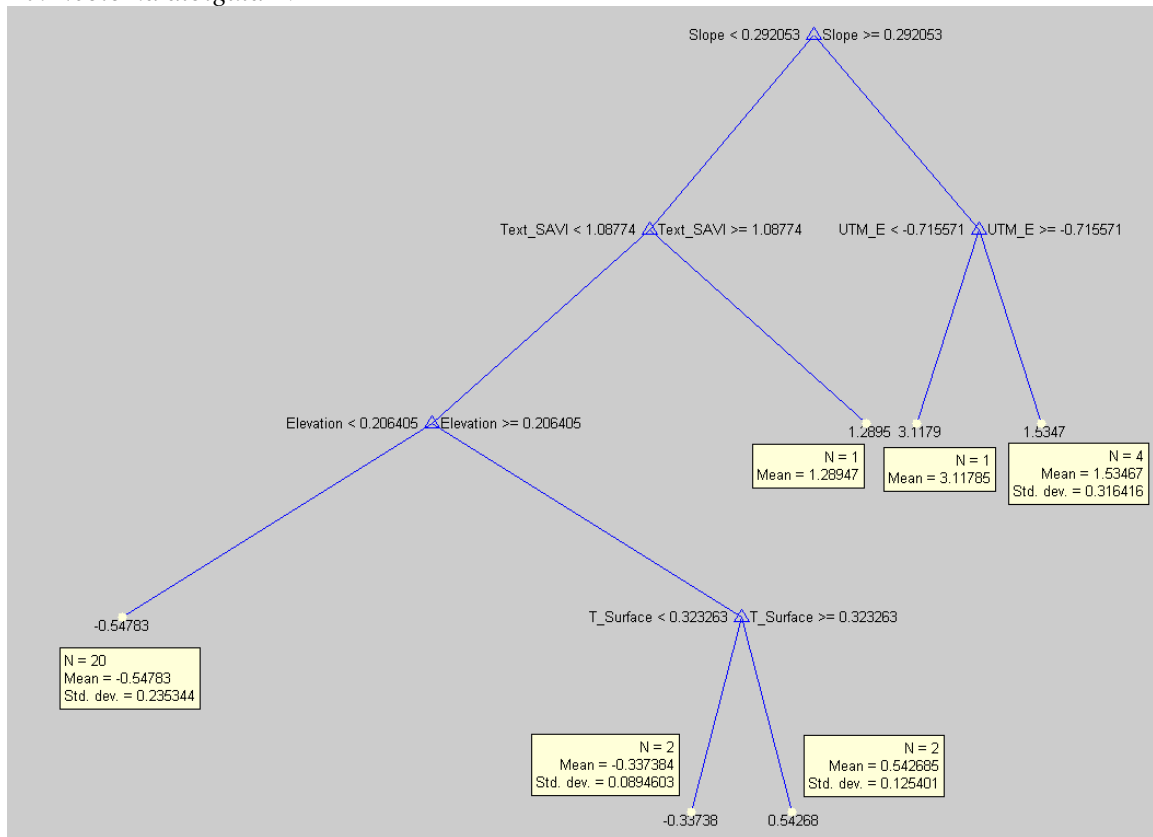 Slope < 0.292053 Slope >= 0.292053
Text_SAVI < 1.08774 Text_SAVI >= 1.08774 UTM_E < -0.715571 UTM_E >= -0.715571
Elevation < 0.206405 Elevation >= 0.206405
1.2895 3.1179 1.5347
N = 1
Mean = 1.28947
N = 1
Mean = 3.11785
N = 4
Mean = 1.53467
Std. dev. = 0.316416
-0.54783
T_Surface < 0.323263 T_Surface >= 0.323263
N = 20
Mean = -0.54783
Std. dev. = 0.235344
N = 2
Mean = -0.337384
Std. dev. = 0.0894603
N = 2
Mean = 0.542685
Std. dev. = 0.125401
-0.33738 0.54268